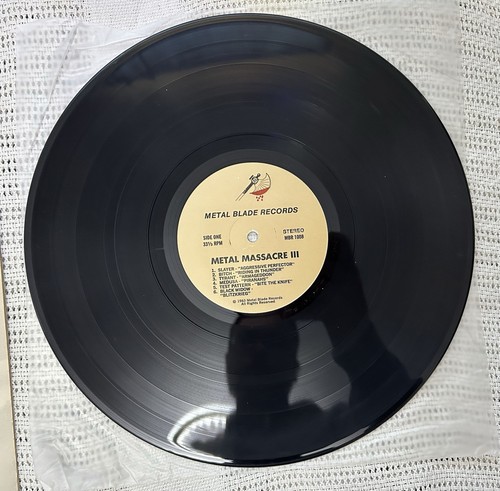 METAL BLADE RECORDS
SIDE ONE
33⅓ RPM
STEREO
MBR 1008
METAL MASSACRE III
1. SLAYER - "AGGRESSIVE PERFECTOR"
2. BITCH - "RIDING IN THUNDER"
3. TYRANT - "ARMAGEDDON"
4. MEDUSA - "PIRANAHS"
5. TEST PATTERN - "BITE THE KNIFE"
6. BLACK WIDOW -
"BLITZKRIEG"
© 1983 Metal Blade Records
All Rights Reserved